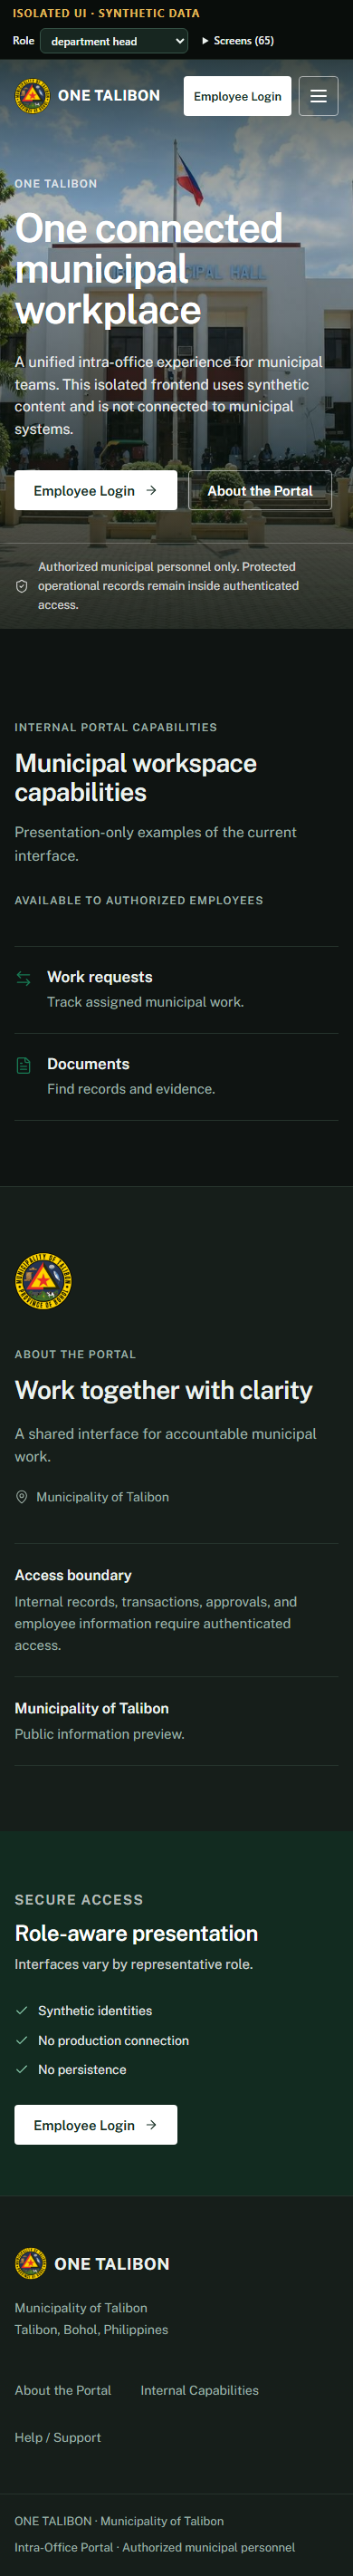 ISOLATED UI · SYNTHETIC DATA
Role department head Screens (65)
ONE TALIBON Employee Login
ONE TALIBON
One connected
municipal
workplace
A unified intra-office experience for municipal
teams. This isolated frontend uses synthetic
content and is not connected to municipal
systems.
Employee Login → About the Portal
Authorized municipal personnel only. Protected
operational records remain inside authenticated
access.
INTERNAL PORTAL CAPABILITIES
Municipal workspace
capabilities
Presentation-only examples of the current
interface.
AVAILABLE TO AUTHORIZED EMPLOYEES
Work requests
Track assigned municipal work.
Documents
Find records and evidence.
ABOUT THE PORTAL
Work together with clarity
A shared interface for accountable municipal
work.
Municipality of Talibon
Access boundary
Internal records, transactions, approvals, and
employee information require authenticated
access.
Municipality of Talibon
Public information preview.
SECURE ACCESS
Role-aware presentation
Interfaces vary by representative role.
Synthetic identities
No production connection
No persistence
Employee Login →
ONE TALIBON
Municipality of Talibon
Talibon, Bohol, Philippines
About the Portal Internal Capabilities
Help / Support
ONE TALIBON · Municipality of Talibon
Intra-Office Portal · Authorized municipal personnel